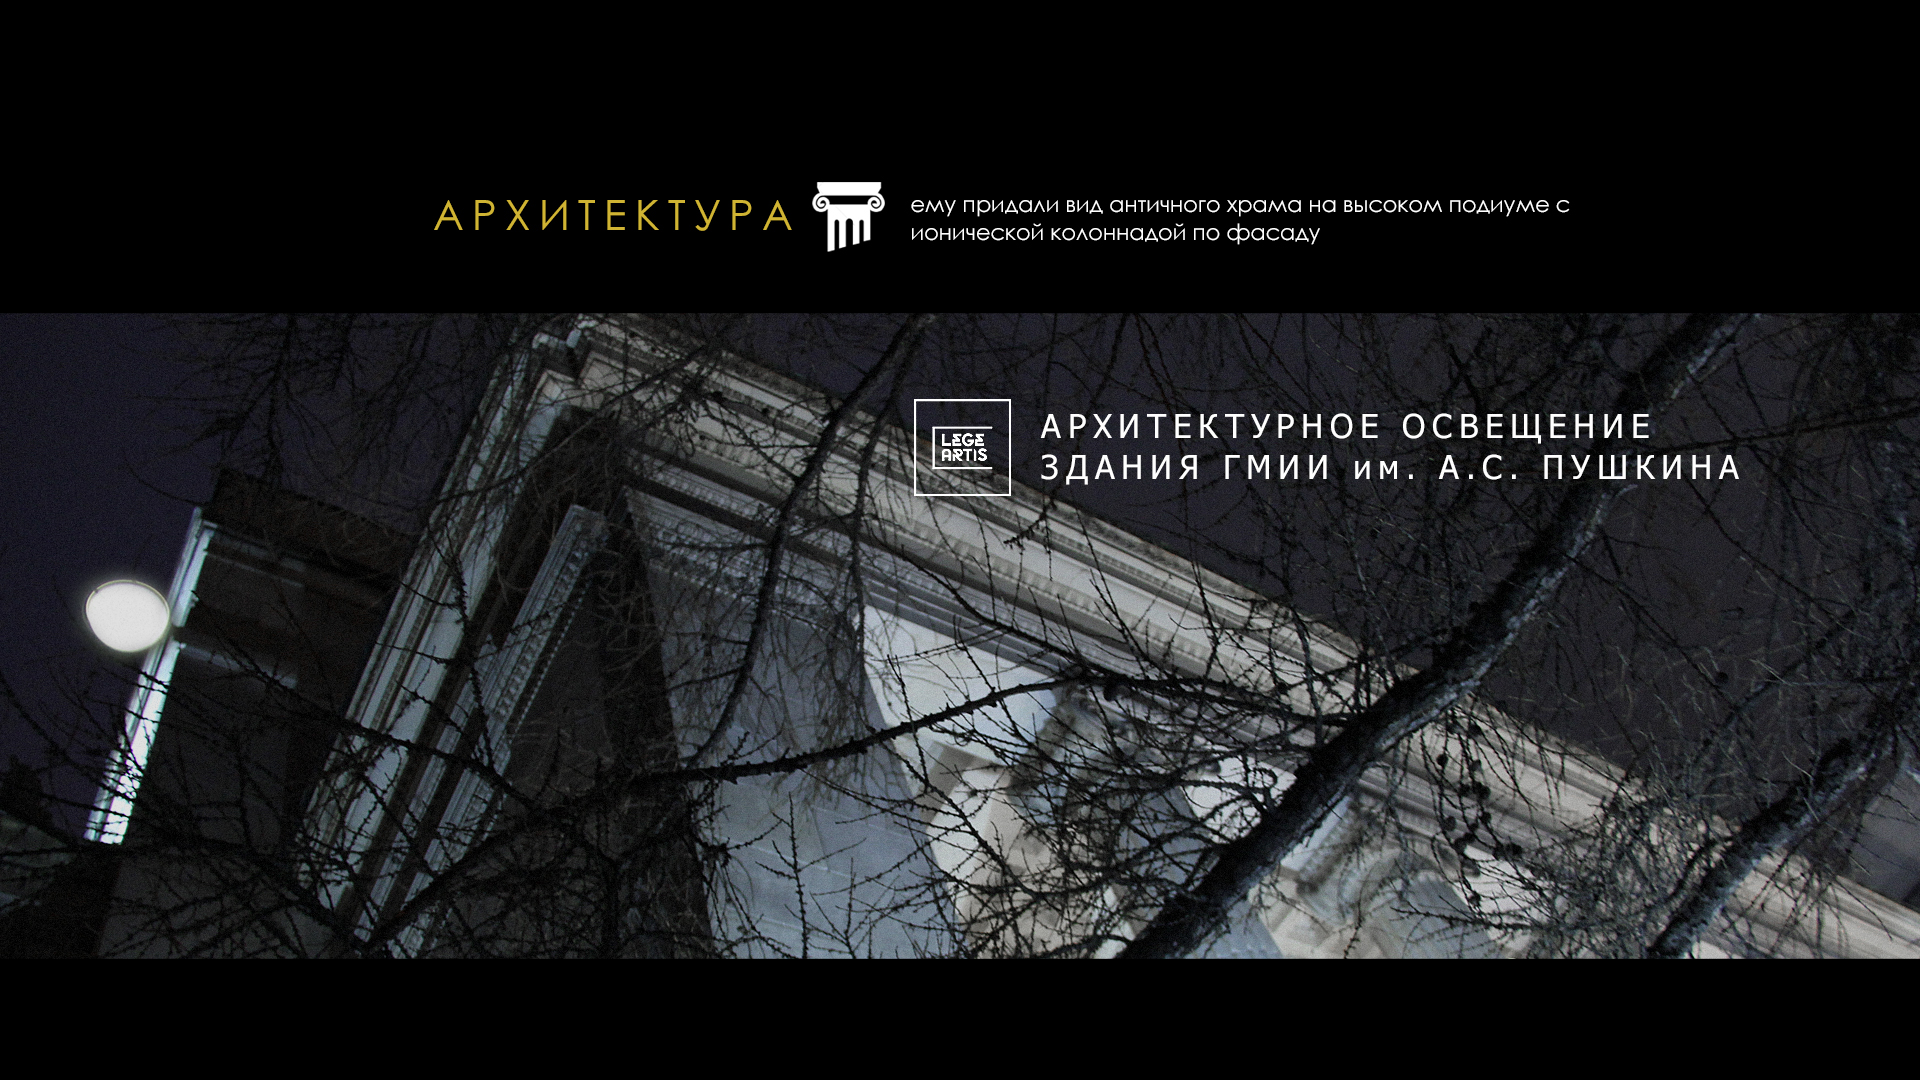 АРХИТЕКТУРА
ему придали вид античного храма на высоком подиуме с
ионической колоннадой по фасаду
LEGE
ARTIS
АРХИТЕКТУРНОЕ ОСВЕЩЕНИЕ
ЗДАНИЯ ГМИИ им. А.С. ПУШКИНА